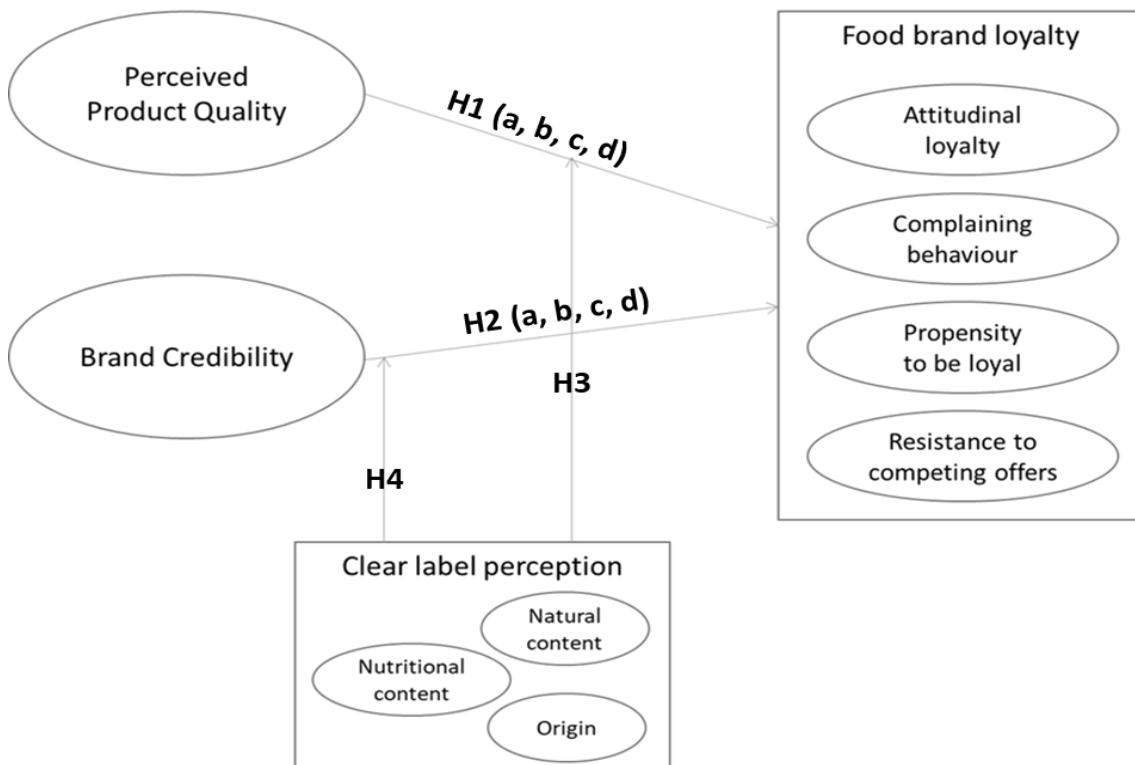 Perceived
Product Quality
H1 (a, b, c, d)
Food brand loyalty
Attitudinal
loyalty
Complaining
behaviour
Propensity
to be loyal
Resistance to
competing offers
Brand Credibility
H2 (a, b, c, d)
H3
H4
Clear label perception
Natural
content
Nutritional
content
Origin